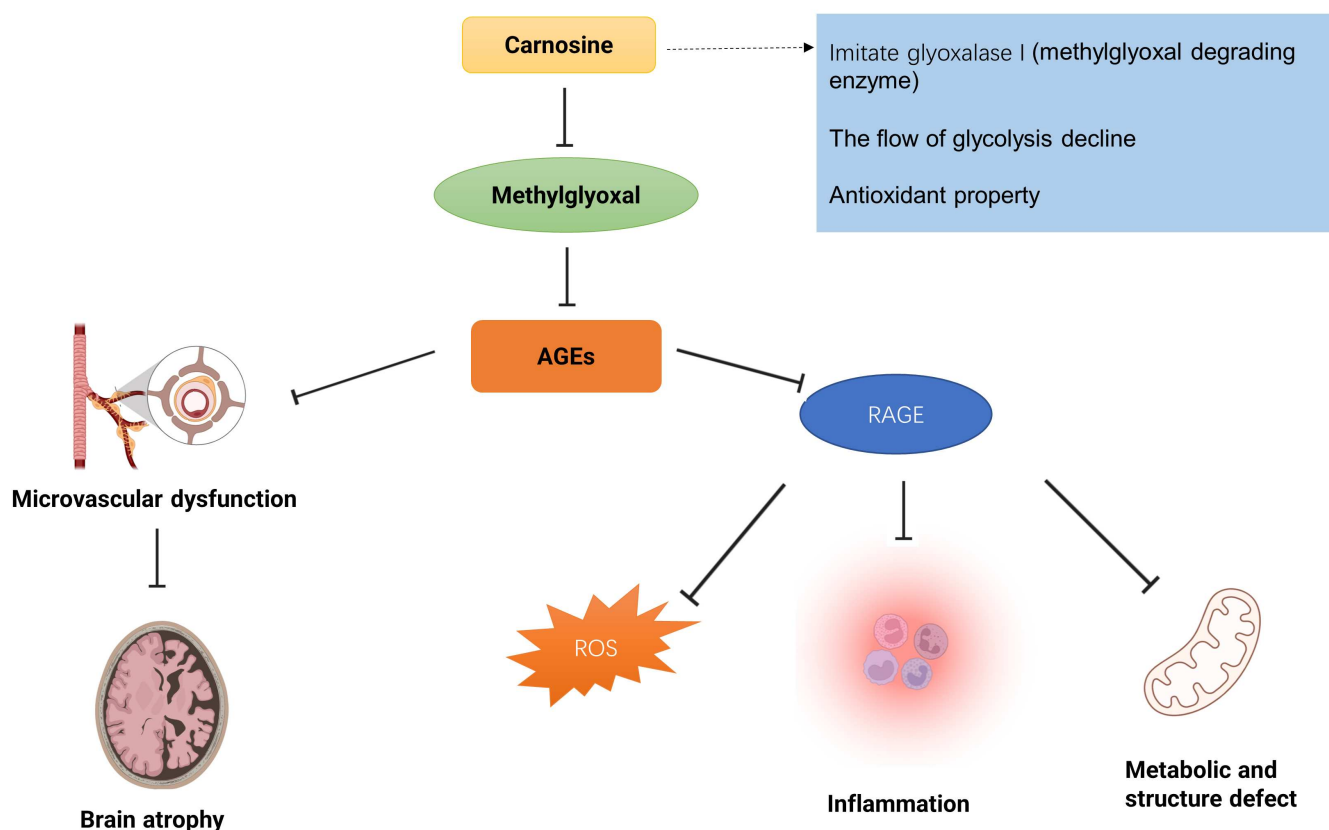 Carnosine
Imitate glyoxalase I (methylglyoxal degrading
enzyme)
The flow of glycolysis decline
Antioxidant property
Methylglyoxal
AGEs
RAGE
Microvascular dysfunction
ROS
Brain atrophy
Inflammation
Metabolic and
structure defect